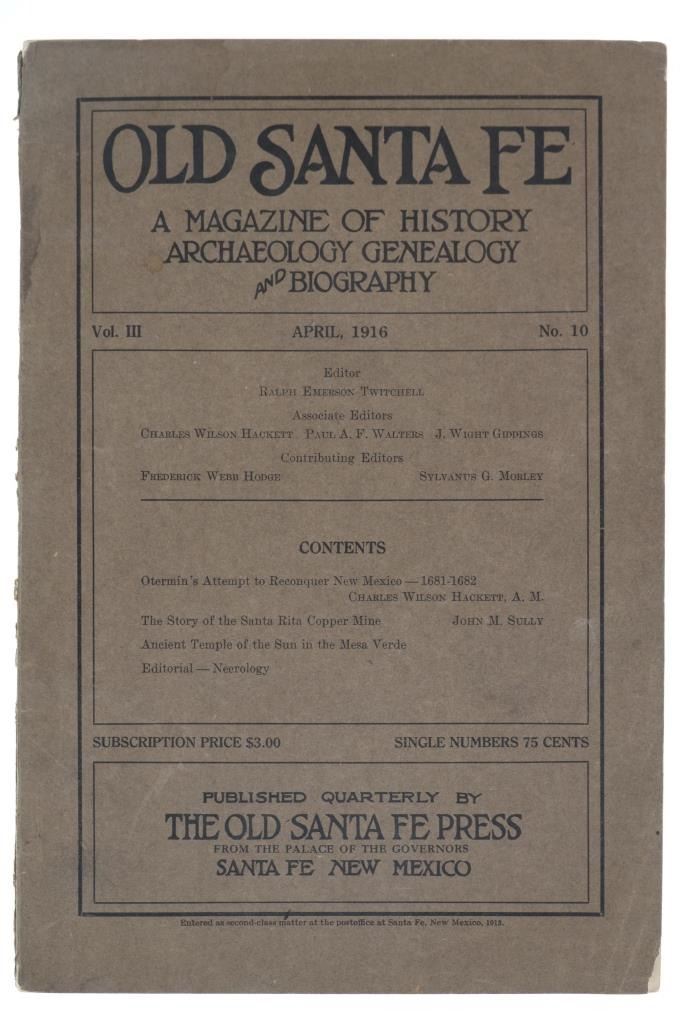 OLD SANTA FE
A MAGAZINE OF HISTORY
ARCHAEOLOGY GENEALOGY
AND BIOGRAPHY
Vol. III APRIL, 1916 No. 10
Editor
RALPH EMERSON TWITCHELL
Associate Editors
CHARLES WILSON HACKETT PAUL A. F. WALTERS J. WIGHT GIDDINGS
Contributing Editors
FREDERICK WEBB HODGE SYLVANUS G. MORLEY
CONTENTS
Otermin's Attempt to Reconquer New Mexico — 1681-1682
CHARLES WILSON HACKETT, A. M.
The Story of the Santa Rita Copper Mine JOHN M. SULLY
Ancient Temple of the Sun in the Mesa Verde
Editorial — Necrology
SUBSCRIPTION PRICE $3.00 SINGLE NUMBERS 75 CENTS
PUBLISHED QUARTERLY BY
THE OLD SANTA FE PRESS
FROM THE PALACE OF THE GOVERNORS
SANTA FE NEW MEXICO
Entered as second-class matter at the postoffice at Santa Fe, New Mexico, 1913.